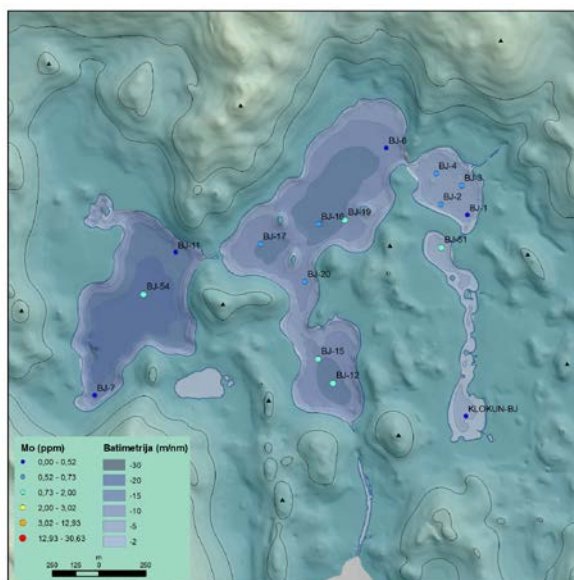 BJ-6
BJ-4
BJ-3
BJ-2
BJ-1
BJ-19
BJ-17
BJ-11
BJ-51
BJ-20
BJ-54
BJ-15
BJ-12
BJ-7
KLOKUN-BJ
Mo (ppm)
0,00 - 0,52
0,52 - 0,73
0,73 - 2,00
2,00 - 3,02
3,02 - 12,93
12,93 - 30,63
Batimetrija (m/nm)
-30
-20
-15
-10
-5
-2
m
250 125 0 250